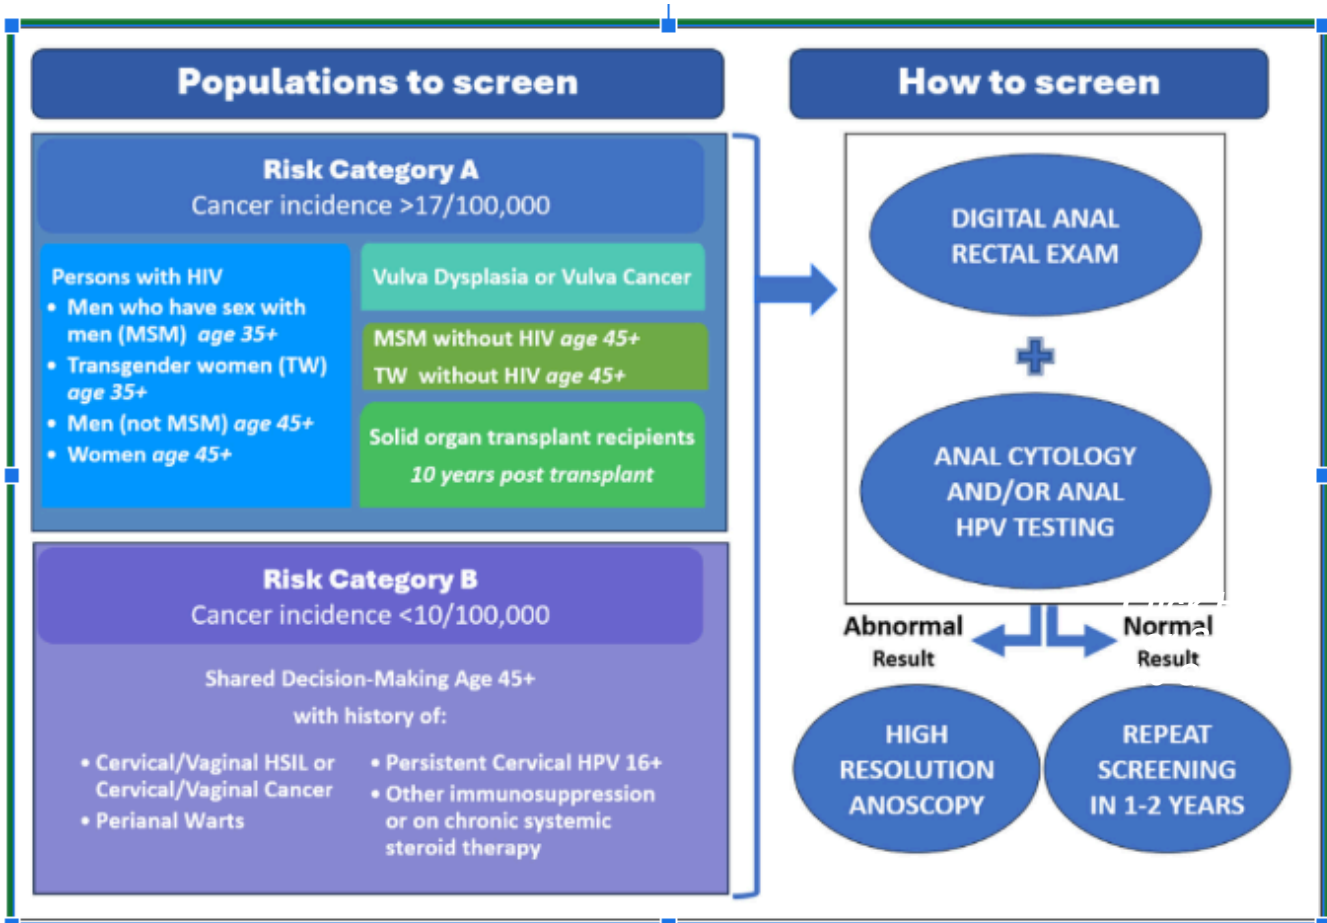 Populations to screen
Risk Category A
Cancer incidence >17/100,000
Persons with HIV
• Men who have sex with
men (MSM) age 35+
• Transgender women (TW)
age 35+
• Men (not MSM) age 45+
• Women age 45+
Vulva Dysplasia or Vulva Cancer
MSM without HIV age 45+
TW without HIV age 45+
Solid organ transplant recipients
10 years post transplant
Risk Category B
Cancer incidence <10/100,000
Shared Decision-Making Age 45+
with history of:
• Cervical/Vaginal HSIL or
Cervical/Vaginal Cancer
• Perianal Warts
• Persistent Cervical HPV 16+
• Other immunosuppression
or on chronic systemic
steroid therapy
How to screen
DIGITAL ANAL
RECTAL EXAM
+
ANAL CYTOLOGY
AND/OR ANAL
HPV TESTING
Abnormal
Result
HIGH
RESOLUTION
ANOSCOPY
Normal
Result
REPEAT
SCREENING
IN 1-2 YEARS